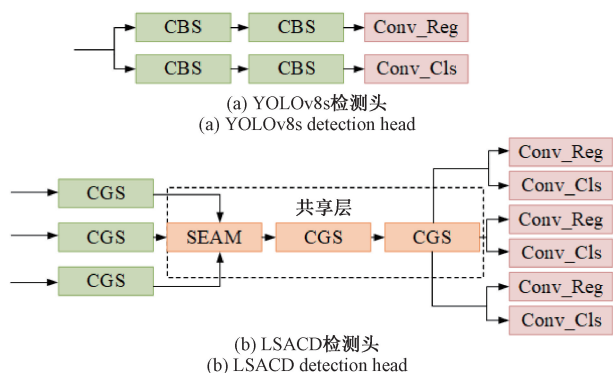 CBS CBS Conv_Reg
CBS CBS Conv_Cls
(a) YOLOv8s检测头
(a) YOLOv8s detection head
Conv_Reg
CGS Conv_Cls
共享层
CGS SEAM CGS CGS Conv_Reg
Conv_Cls
CGS Conv_Reg
Conv_Cls
(b) LSACD检测头
(b) LSACD detection head